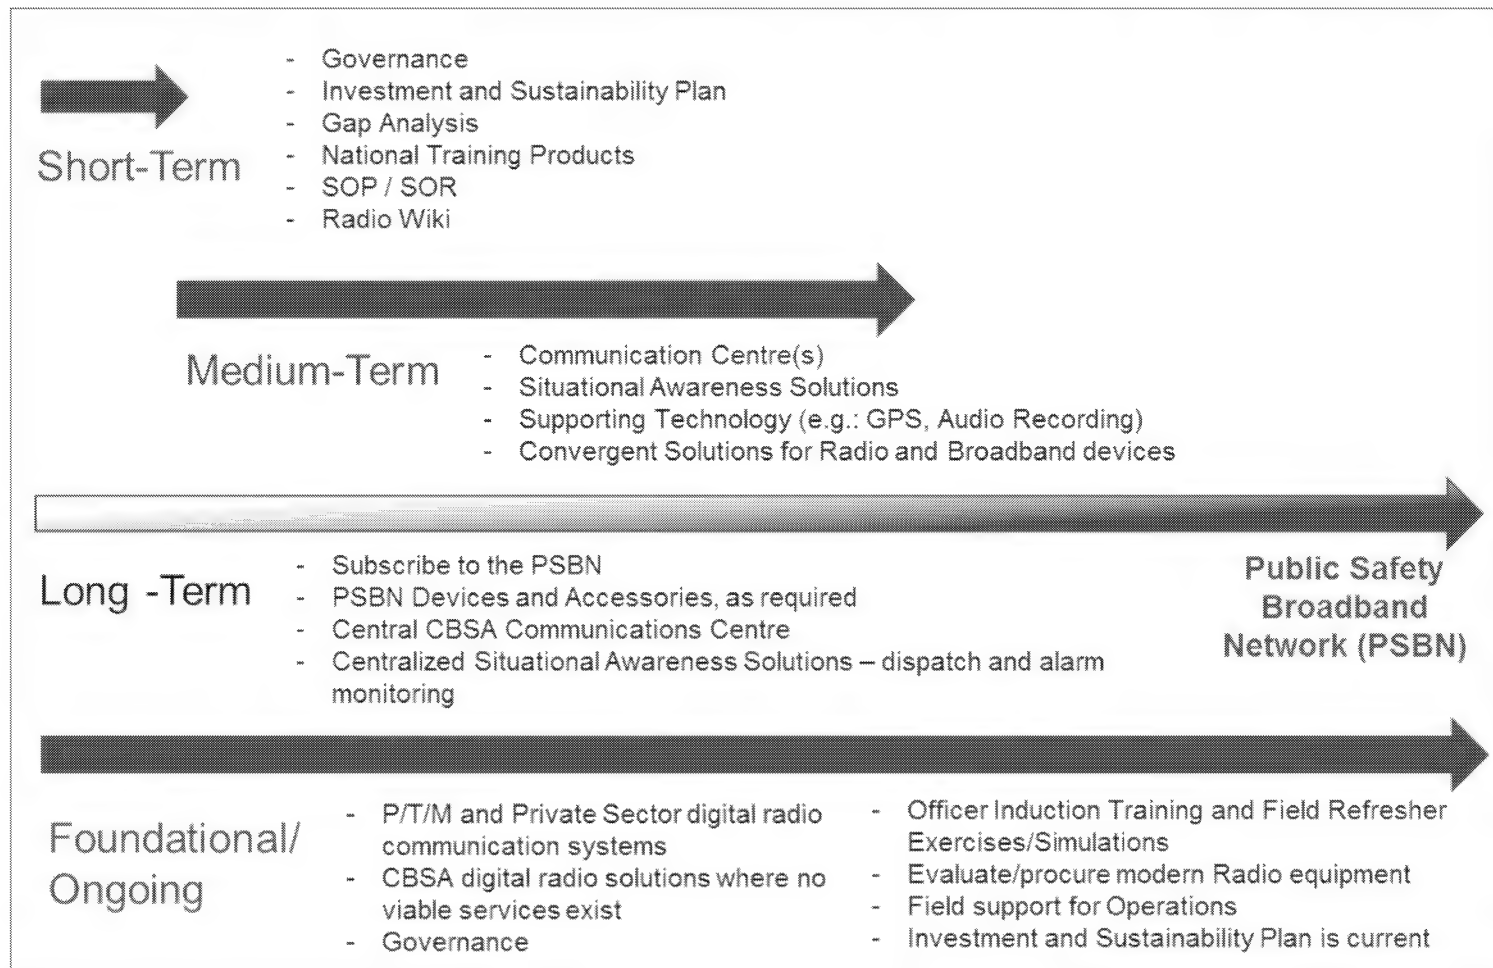 - Governance
- Investment and Sustainability Plan
- Gap Analysis
Short-Term
- National Training Products
- SOP / SOR
- Radio Wiki
Medium-Term
- Communication Centre(s)
- Situational Awareness Solutions
- Supporting Technology (e.g.: GPS, Audio Recording)
- Convergent Solutions for Radio and Broadband devices
Long -Term
- Subscribe to the PSBN
- PSBN Devices and Accessories, as required
- Central CBSA Communications Centre
- Centralized Situational Awareness Solutions – dispatch and alarm
monitoring
Public Safety
Broadband
Network (PSBN)
Foundational/
Ongoing
- P/T/M and Private Sector digital radio
communication systems
- CBSA digital radio solutions where no
viable services exist
- Governance
- Officer Induction Training and Field Refresher
Exercises/Simulations
- Evaluate/procure modern Radio equipment
- Field support for Operations
- Investment and Sustainability Plan is current